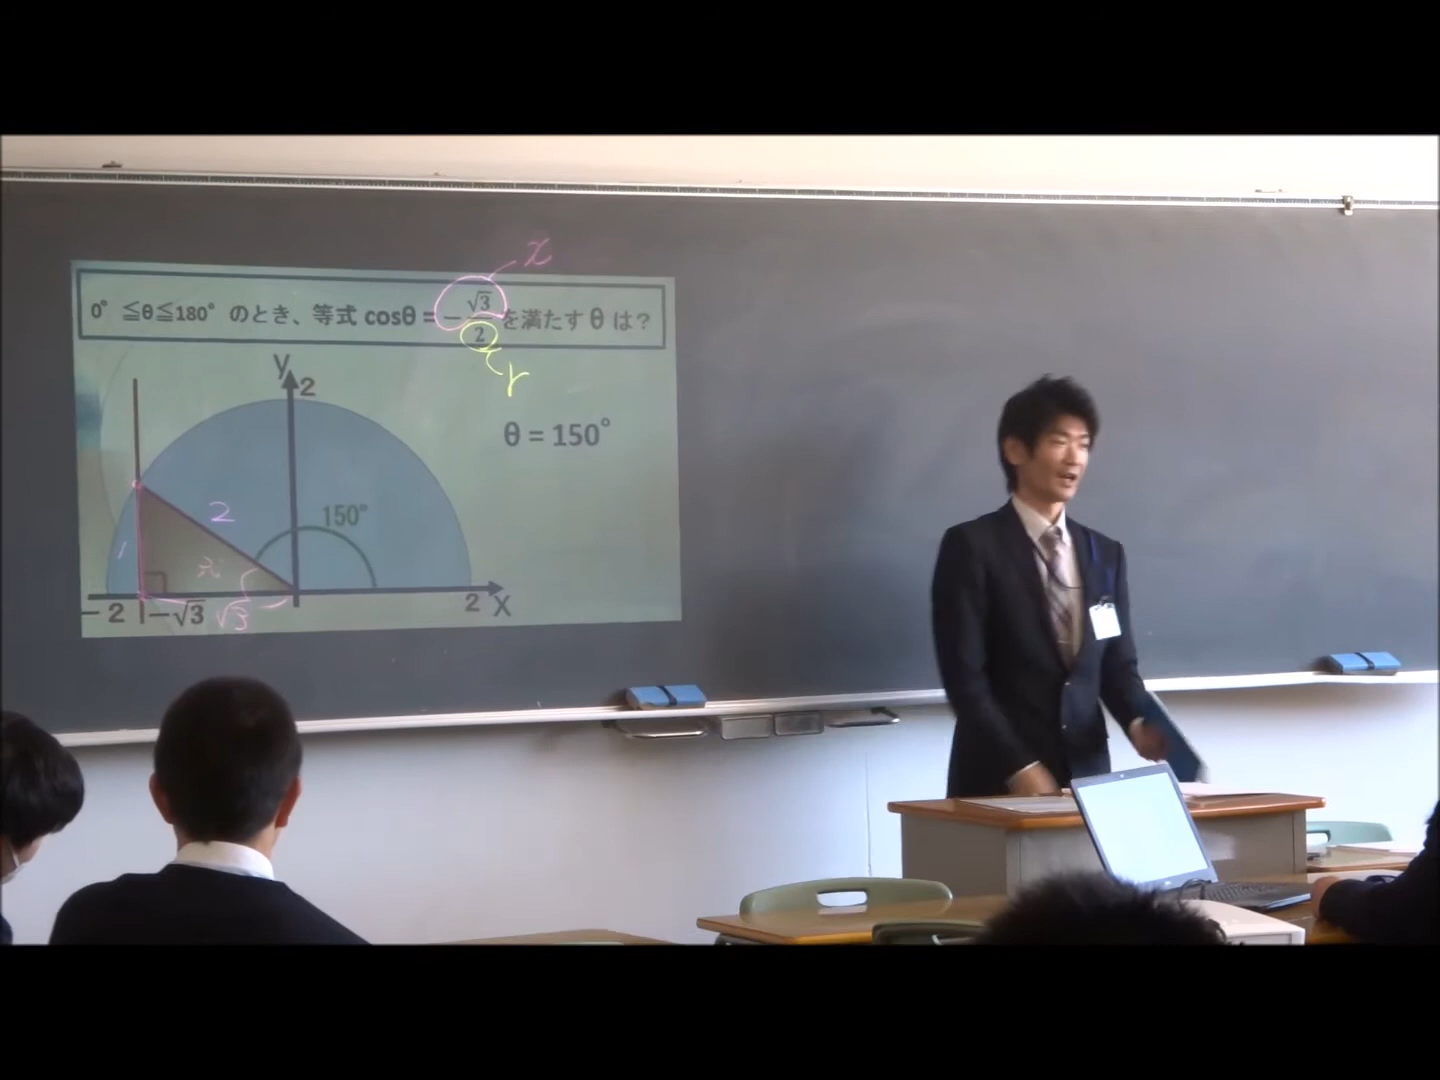 x
0°≦θ≦180°のとき、等式 cosθ = -√3/2 を満たす θ は?
r
y
2
θ = 150°
2
150°
1
-2
-√3
√3
2
x